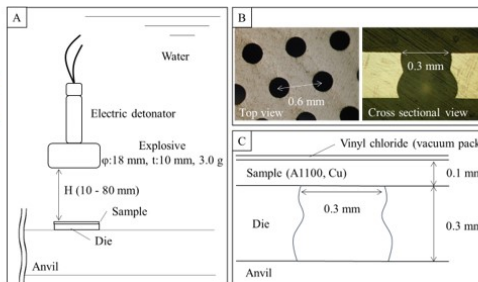 A
Water
Electric detonator
Explosive
φ:18 mm, t:10 mm, 3.0 g
H (10 - 80 mm)
Sample
Die
Anvil
B
0.6 mm
Top view
0.3 mm
Cross sectional view
C
Vinyl chloride (vacuum pack
Sample (A1100, Cu)
0.1 mm
0.3 mm
Die
0.3 mm
Anvil